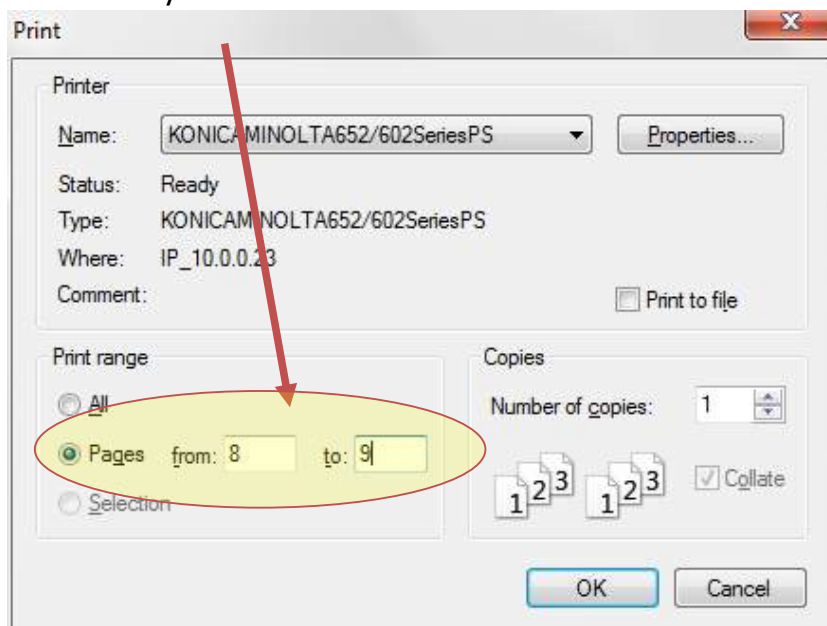 Print
Printer
Name: KONICAMINOLTA652/602SeriesPS Properties...
Status: Ready
Type: KONICAMINOLTA652/602SeriesPS
Where: IP_10.0.0.23
Comment: Print to file
Print range
All
Pages from: 8 to: 9
Selection
Copies
Number of copies: 1
1 2 3 1 2 3 Collate
OK Cancel